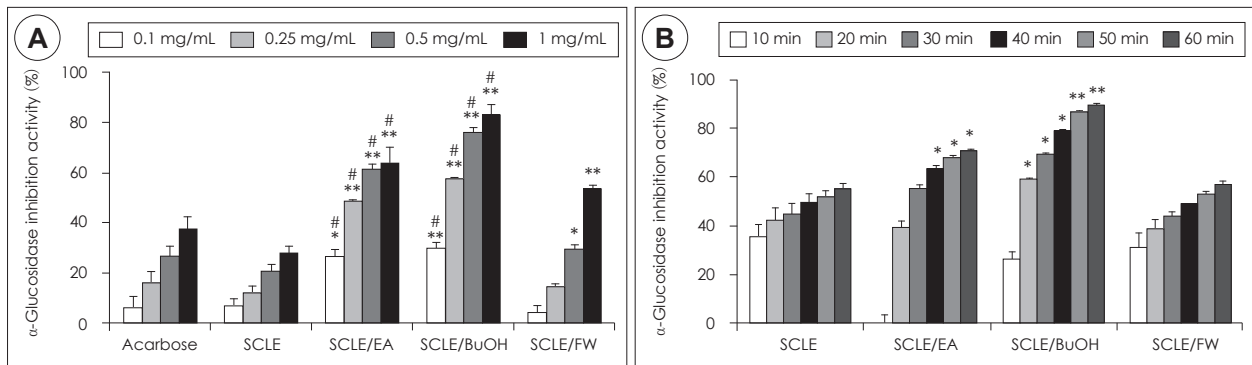 A
0.1 mg/mL 0.25 mg/mL 0.5 mg/mL 1 mg/mL
α-Glucosidase inhibition activity (%)
100
80
60
40
20
0
# * # ** # ** # **
# ** # ** # ** # **
* **
Acarbose SCLE SCLE/EA SCLE/BuOH SCLE/FW
B
10 min 20 min 30 min 40 min 50 min 60 min
α-Glucosidase inibition activity (%)
100
80
60
40
20
0
* * *
* * * ** **
SCLE SCLE/EA SCLE/BuOH SCLE/FW